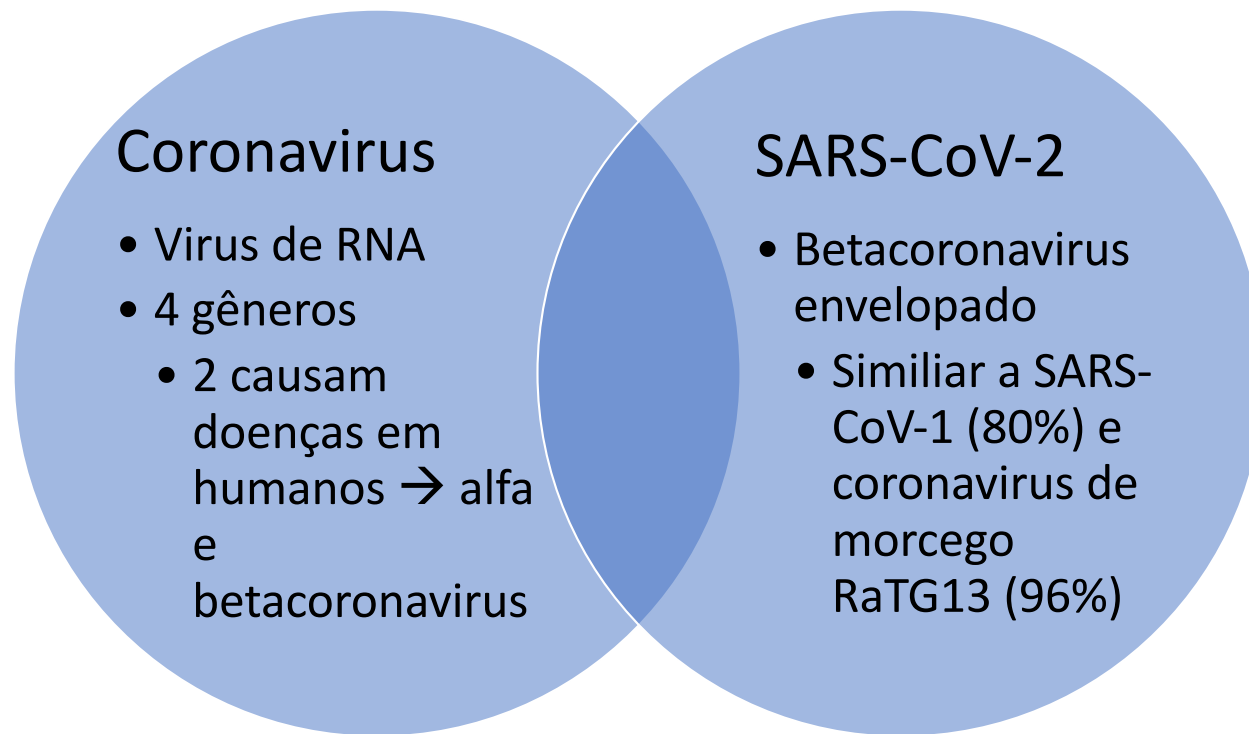 Coronavirus
• Virus de RNA
• 4 gêneros
• 2 causam
doenças em
humanos → alfa
e
betacoronavirus
SARS-CoV-2
• Betacoronavirus
envelopado
• Similiar a SARS-
CoV-1 (80%) e
coronavirus de
morcego
RaTG13 (96%)